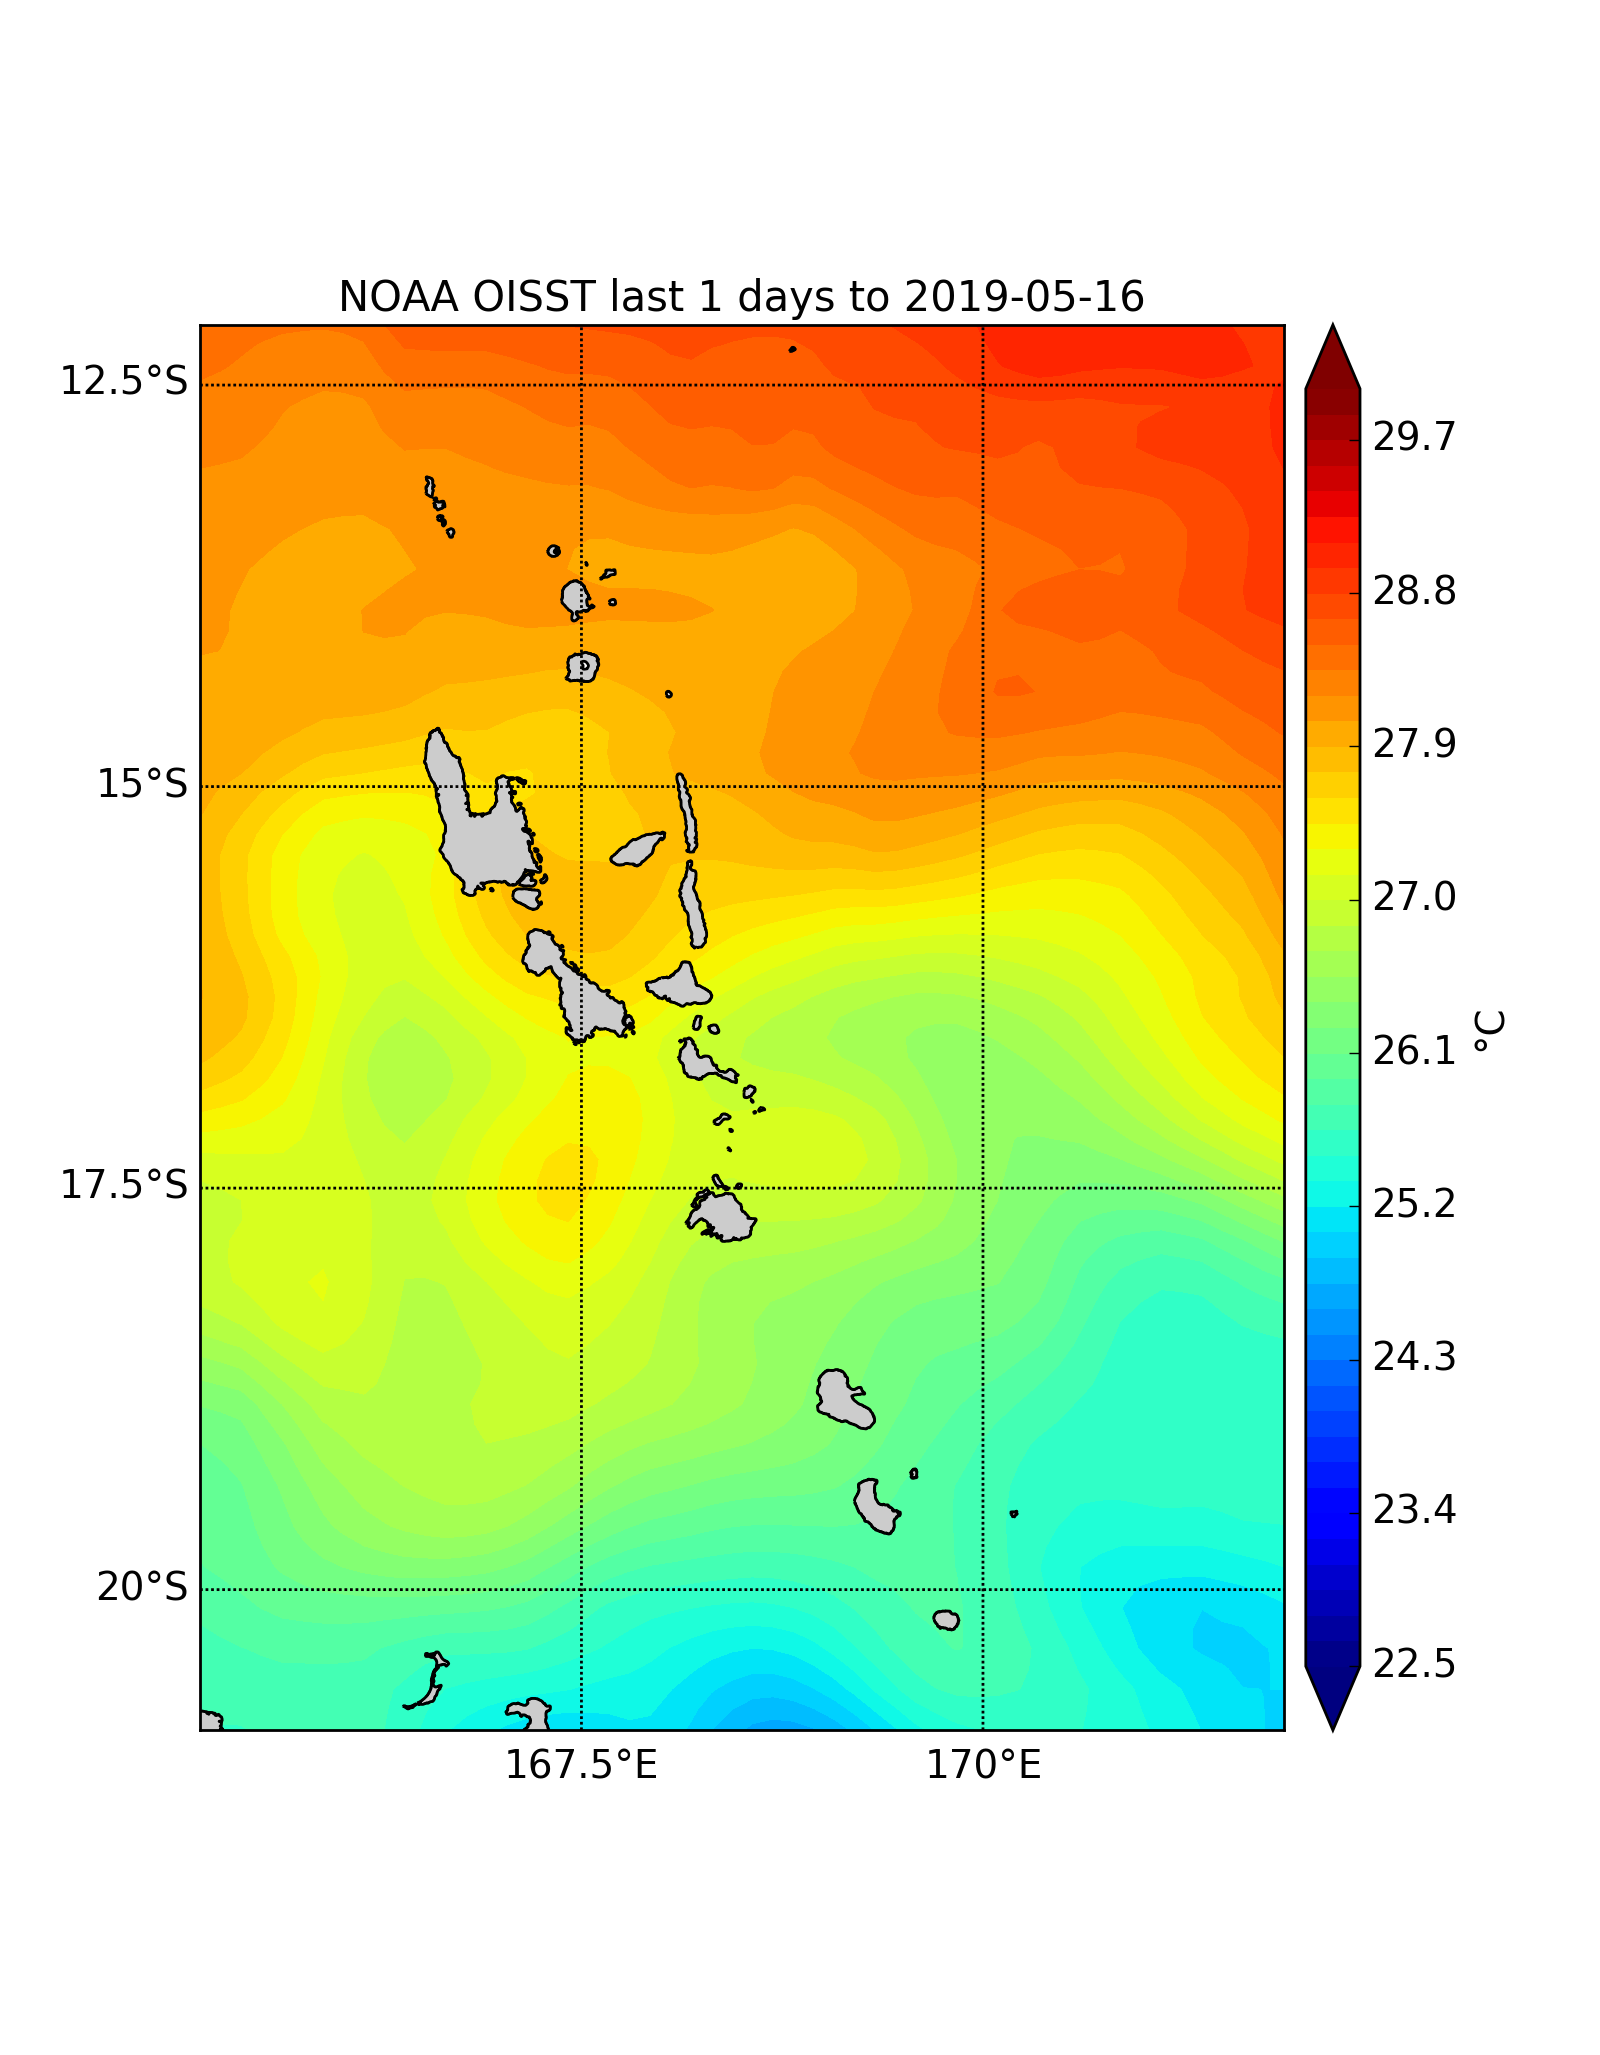 NOAA OISST last 1 days to 2019-05-16
12.5°S
15°S
17.5°S
20°S
167.5°E
170°E
29.7
28.8
27.9
27.0
26.1
25.2
24.3
23.4
22.5
°C